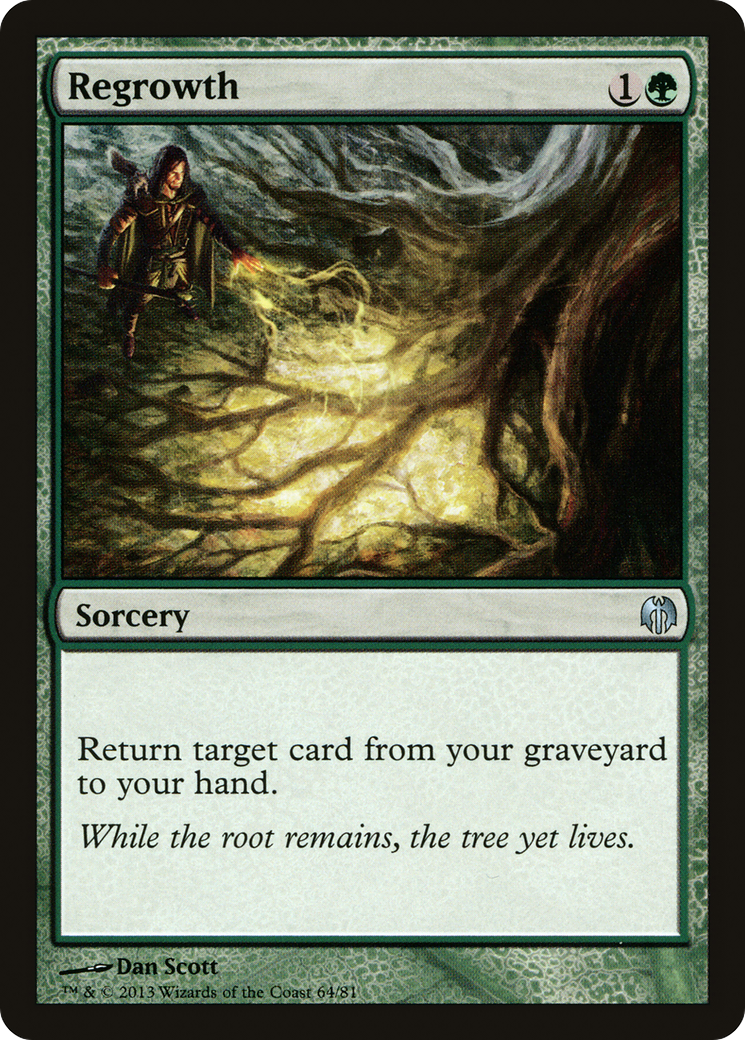 Regrowth
1
Sorcery
Return target card from your graveyard
to your hand.
While the root remains, the tree yet lives.
Dan Scott
™ & © 2013 Wizards of the Coast 64/81